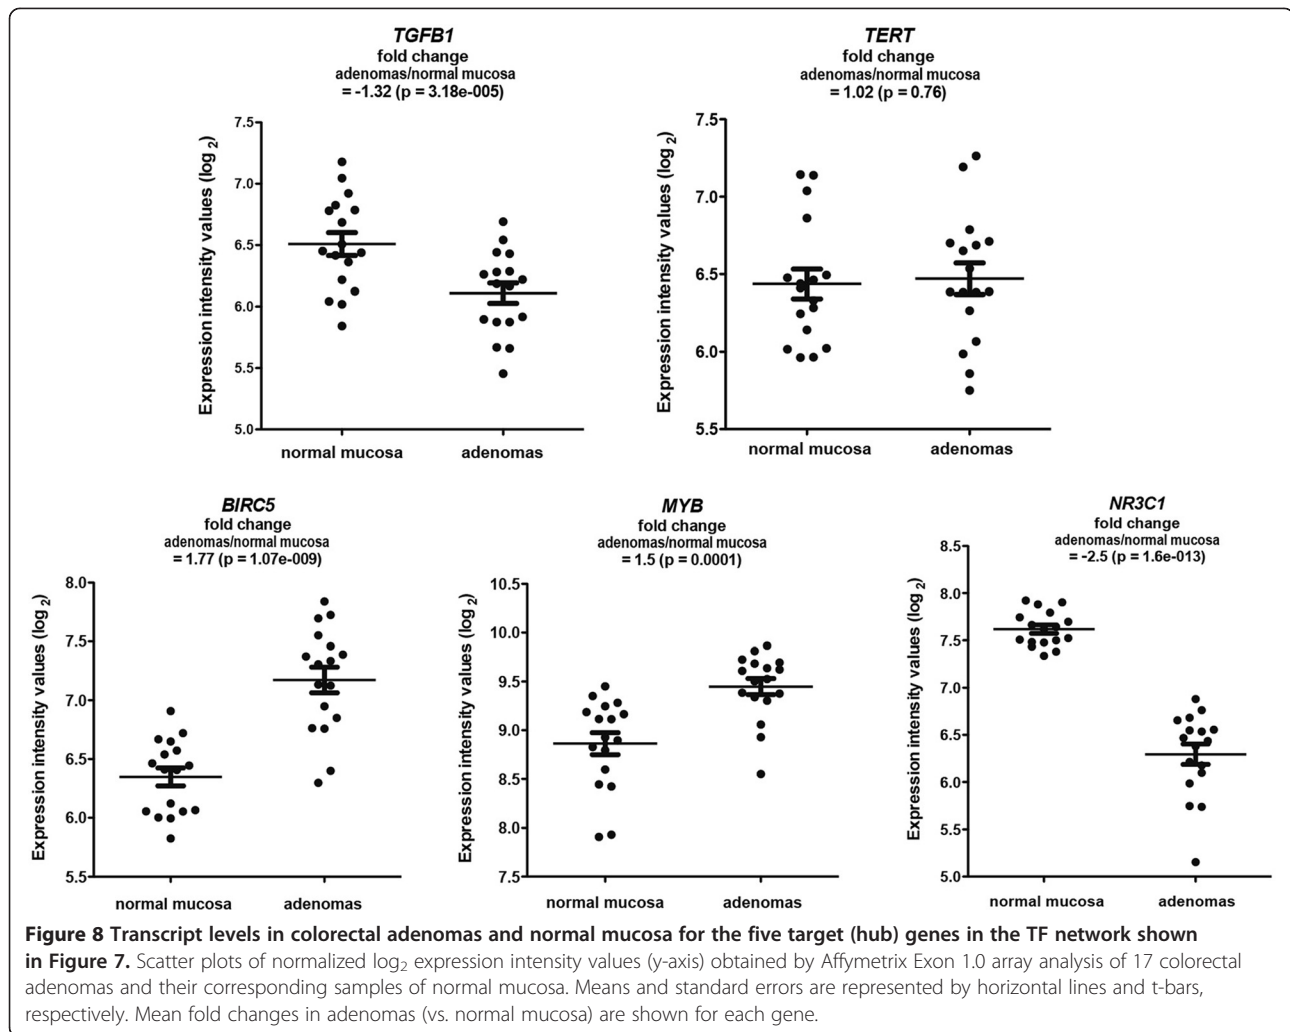 TGFB1
fold change
adenomas/normal mucosa
= -1.32 (p = 3.18e-005)
Expression intensity values (log 2)
7.5
7.0
6.5
6.0
5.5
5.0
normal mucosa
adenomas
TERT
fold change
adenomas/normal mucosa
= 1.02 (p = 0.76)
Expression intensity values (log 2)
7.5
7.0
6.5
6.0
5.5
normal mucosa
adenomas
BIRC5
fold change
adenomas/normal mucosa
= 1.77 (p = 1.07e-009)
Expression intensity values (log 2)
8.0
7.5
7.0
6.5
6.0
5.5
normal mucosa
adenomas
MYB
fold change
adenomas/normal mucosa
= 1.5 (p = 0.0001)
Expression intensity values (log 2)
10.5
10.0
9.5
9.0
8.5
8.0
7.5
normal mucosa
adenomas
NR3C1
fold change
adenomas/normal mucosa
= -2.5 (p = 1.6e-013)
Expression intensity values (log 2)
8.5
8.0
7.5
7.0
6.5
6.0
5.5
5.0
normal mucosa
adenomas
Figure 8 Transcript levels in colorectal adenomas and normal mucosa for the five target (hub) genes in the TF network shown
in Figure 7. Scatter plots of normalized log2 expression intensity values (y-axis) obtained by Affymetrix Exon 1.0 array analysis of 17 colorectal
adenomas and their corresponding samples of normal mucosa. Means and standard errors are represented by horizontal lines and t-bars,
respectively. Mean fold changes in adenomas (vs. normal mucosa) are shown for each gene.